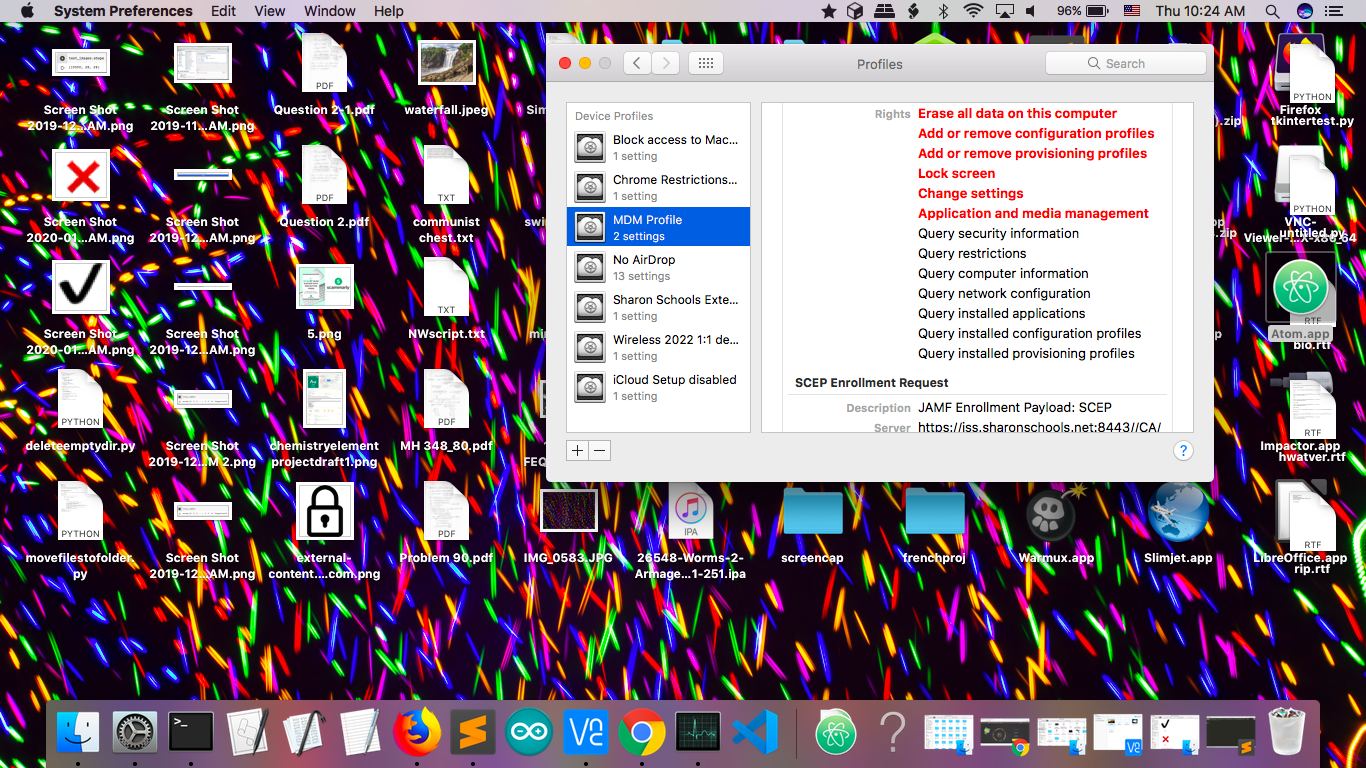 System Preferences Edit View Window Help 96% Thu 10:24 AM
Profiles
Search
Device Profiles
Block access to Mac...
1 setting
Chrome Restrictions...
1 setting
MDM Profile
2 settings
No AirDrop
13 settings
Sharon Schools Exte...
1 setting
Wireless 2022 1:1 de...
1 setting
iCloud Setup disabled
1 setting
Rights Erase all data on this computer
Add or remove configuration profiles
Add or remove provisioning profiles
Lock screen
Change settings
Application and media management
Query security information
Query restrictions
Query computer information
Query network configuration
Query installed applications
Query installed configuration profiles
Query installed provisioning profiles
SCEP Enrollment Request
Description JAMF Enrollment Payload: SCEP
Server https://iss.sharonschools.net:8443//CA/
+ −
?
Screen Shot
2019-12...AM.png
Screen Shot
2019-11...AM.png
PDF
Question 2-1.pdf
waterfall.jpeg
Screen Shot
2020-01...AM.png
Screen Shot
2019-12...AM.png
PDF
Question 2.pdf
TXT
communist
chest.txt
Screen Shot
2020-01...AM.png
Screen Shot
2019-12...AM.png
scammarly
5.png
TXT
NWscript.txt
PYTHON
deleteemptydir.py
Screen Shot
2019-12...M 2.png
chemistryelement
projectdraft1.png
PDF
MH 348_80.pdf
PYTHON
movefilestofolder.
py
Screen Shot
2019-12...AM.png
external-
content....com.png
PDF
Problem 90.pdf
IMG_0583.JPG
IPA
26548-Worms-2-
Armage...1-251.ipa
screencap
frenchproj
Warmux.app
Slimjet.app
PYTHON
Firefox
tkintertest.py
.zip
PYTHON
VNC-
Viewer-...X-x86_64
untitled.py
.zip
RTF
Atom.app
bio.rtf
RTF
Impactor.app
hwatver.rtf
RTF
LibreOffice.app
rip.rtf